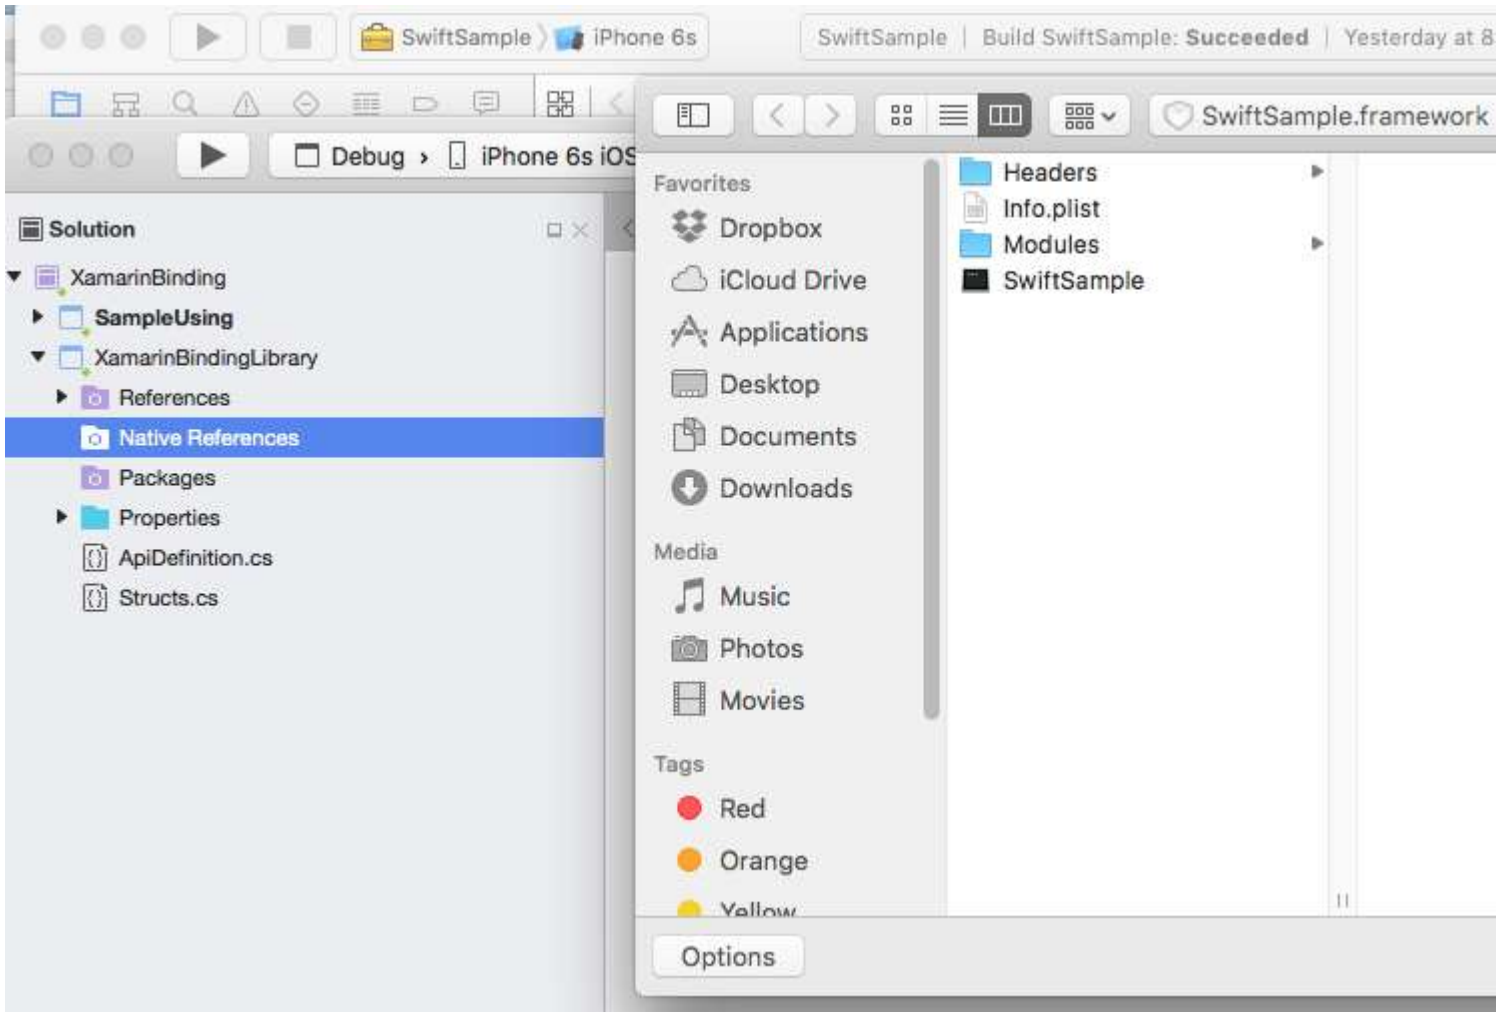 SwiftSample iPhone 6s SwiftSample | Build SwiftSample: Succeeded | Yesterday at 8
SwiftSample.framework
Debug › iPhone 6s iOS
Solution
XamarinBinding
SampleUsing
XamarinBindingLibrary
References
Native References
Packages
Properties
ApiDefinition.cs
Structs.cs
Favorites
Dropbox
iCloud Drive
Applications
Desktop
Documents
Downloads
Media
Music
Photos
Movies
Tags
Red
Orange
Yellow
Headers
Info.plist
Modules
SwiftSample
Options